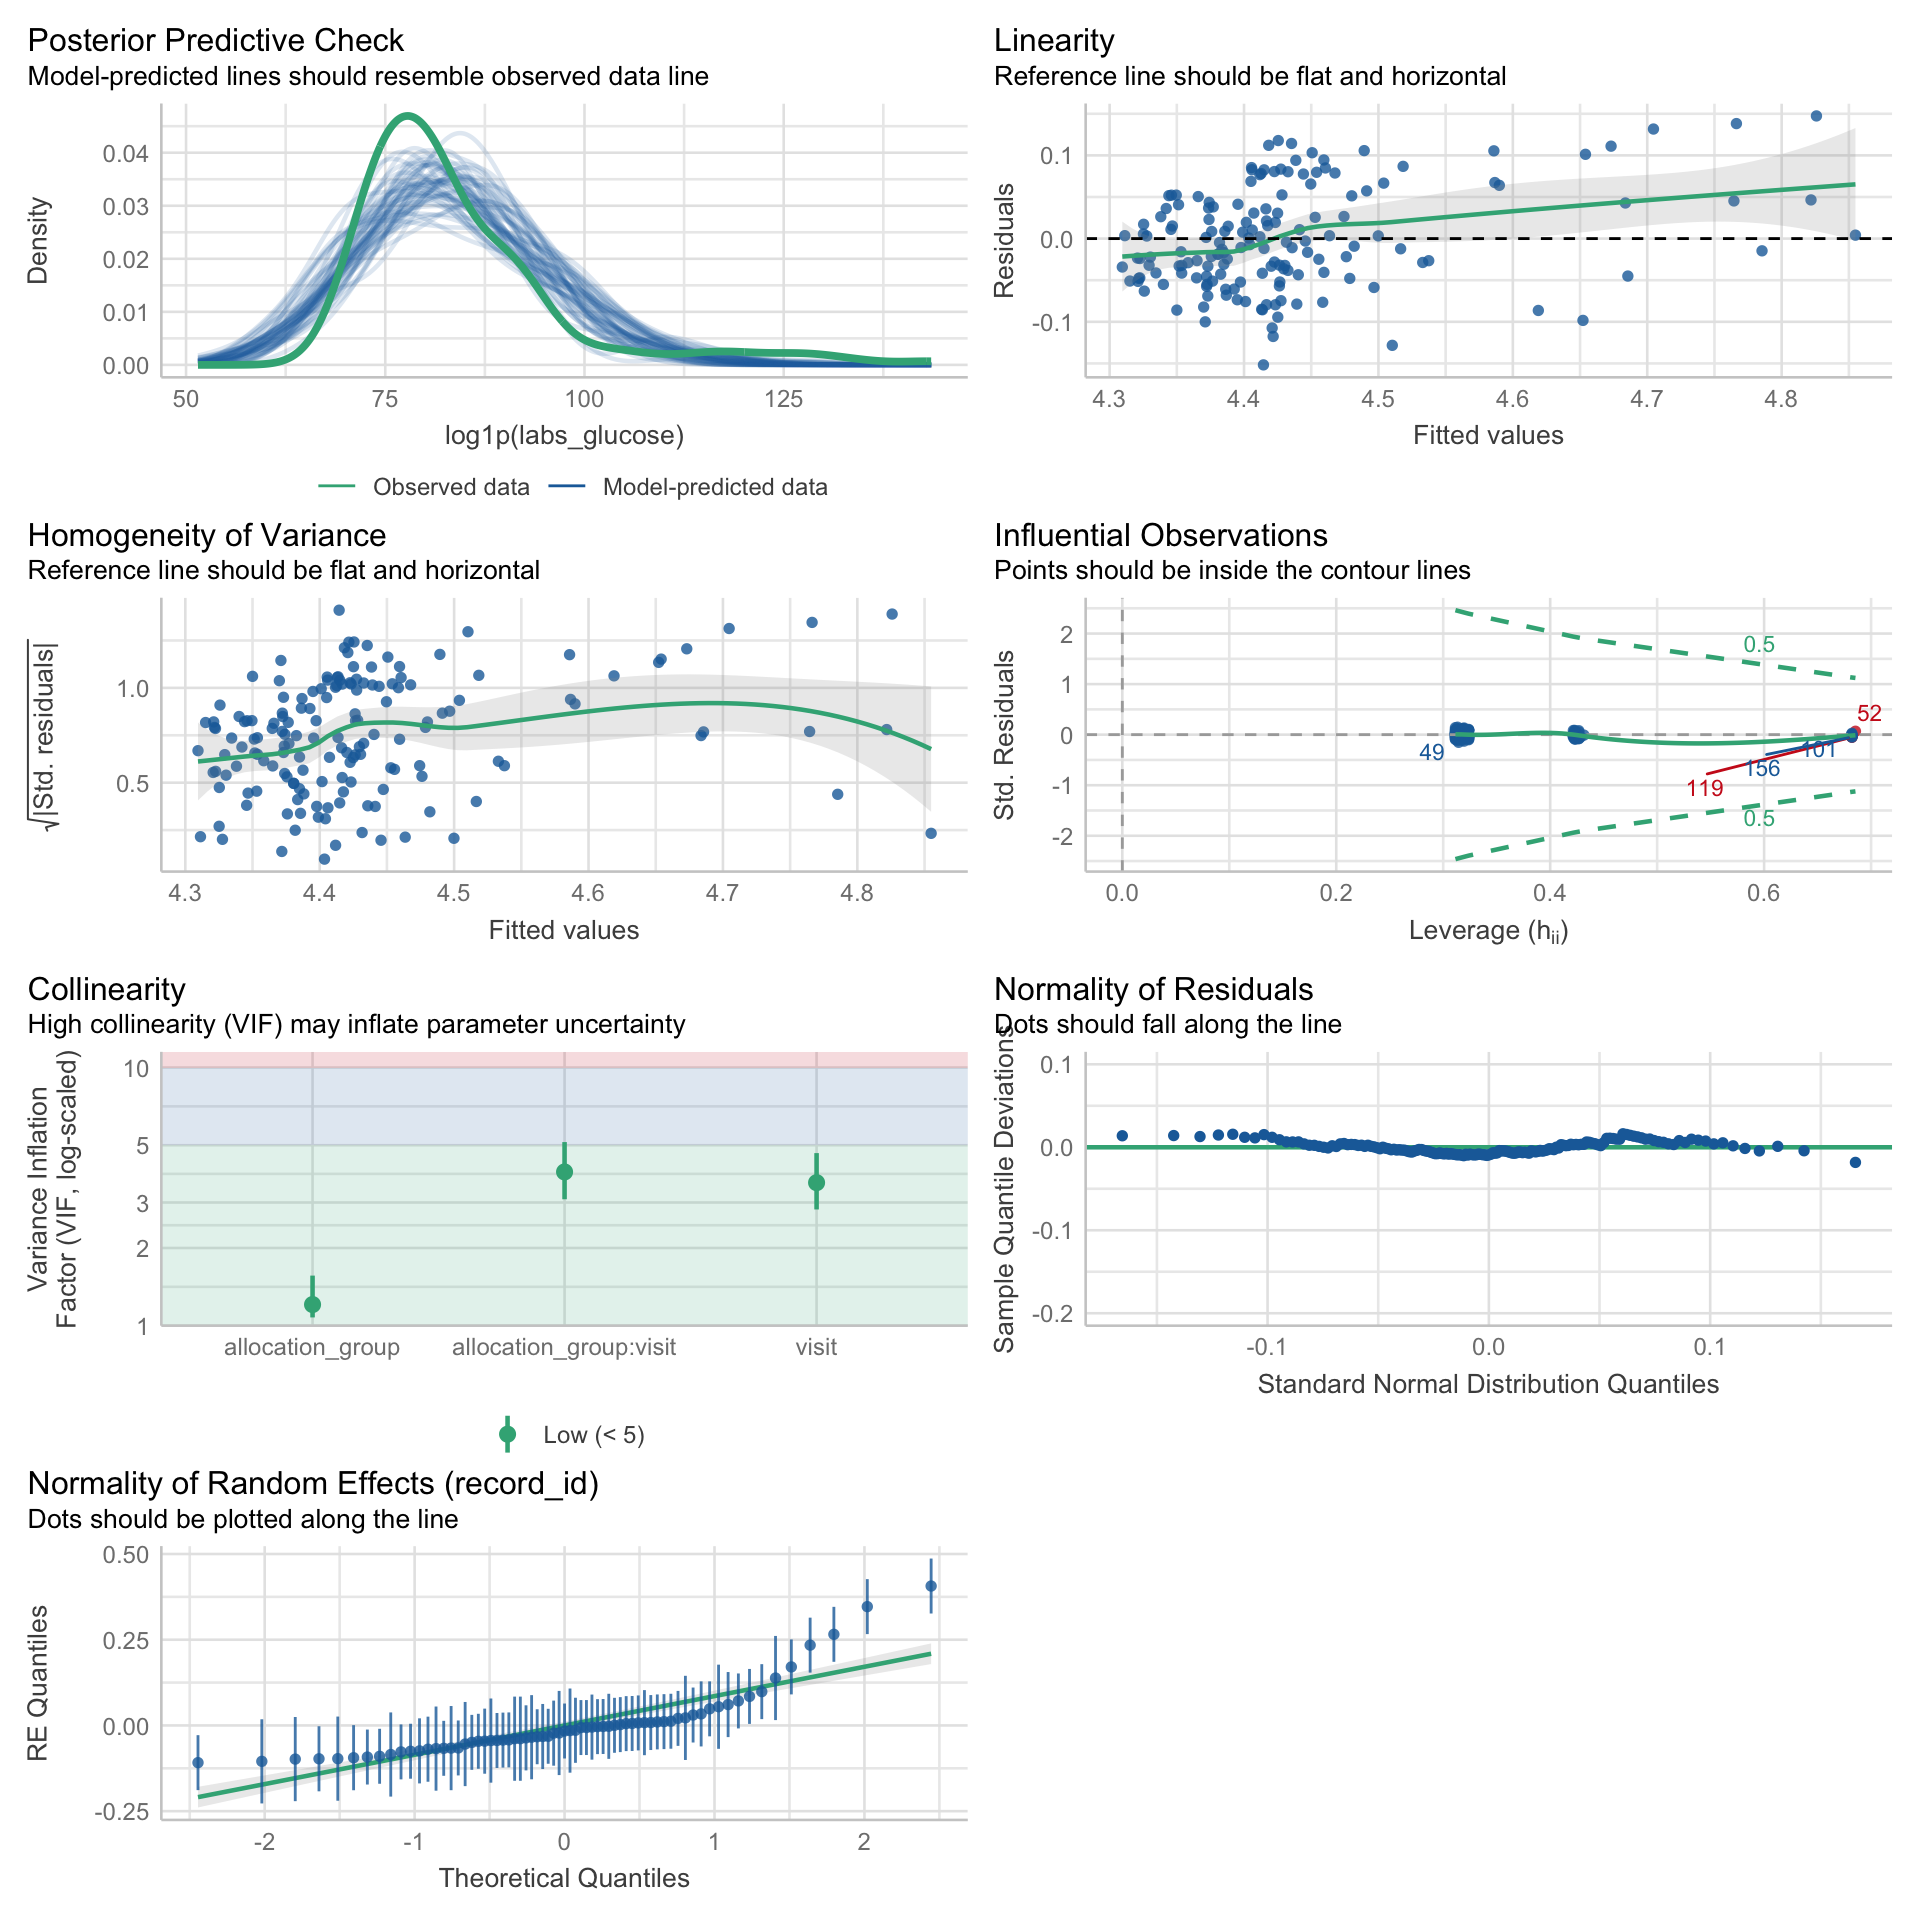 Posterior Predictive Check
Model-predicted lines should resemble observed data line
Density
0.04
0.03
0.02
0.01
0.00
50 75 100 125
log1p(labs_glucose)
Observed data Model-predicted data
Linearity
Reference line should be flat and horizontal
Residuals
0.1
0.0
-0.1
4.3 4.4 4.5 4.6 4.7 4.8
Fitted values
Homogeneity of Variance
Reference line should be flat and horizontal
√|Std. residuals|
1.0
0.5
4.3 4.4 4.5 4.6 4.7 4.8
Fitted values
Influential Observations
Points should be inside the contour lines
Std. Residuals
2
1
0
-1
-2
0.5
52
49
101
156
119
0.5
0.0 0.2 0.4 0.6
Leverage (hii)
Collinearity
High collinearity (VIF) may inflate parameter uncertainty
Variance Inflation
Factor (VIF, log-scaled)
10
5
3
2
1
allocation_group allocation_group:visit visit
Low (< 5)
Normality of Residuals
Dots should fall along the line
Sample Quantile Deviations
0.1
0.0
-0.1
-0.2
-0.1 0.0 0.1
Standard Normal Distribution Quantiles
Normality of Random Effects (record_id)
Dots should be plotted along the line
RE Quantiles
0.50
0.25
0.00
-0.25
-2 -1 0 1 2
Theoretical Quantiles